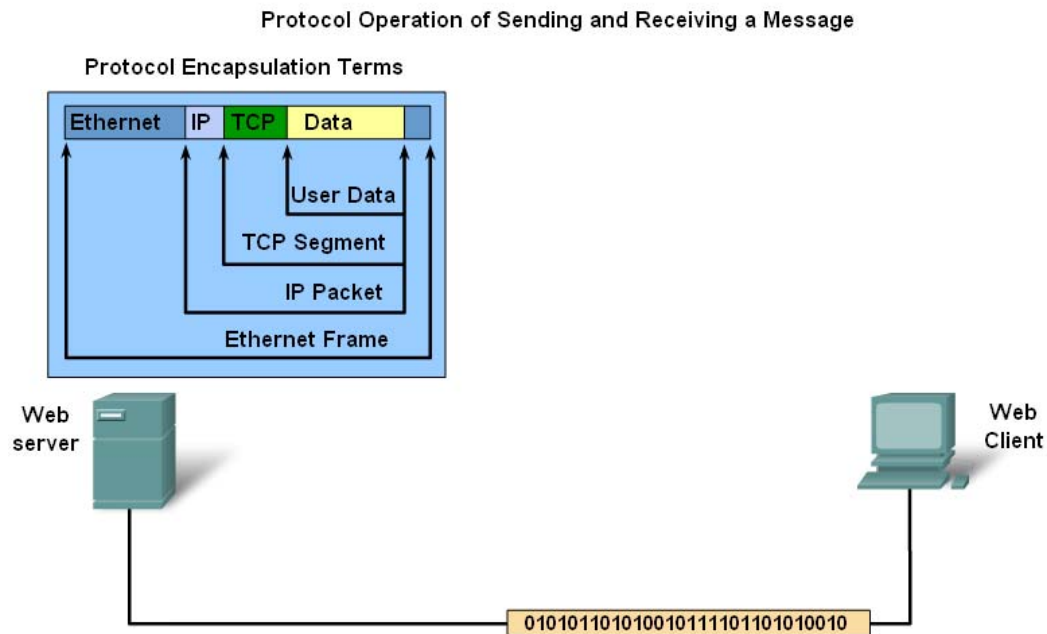 Protocol Operation of Sending and Receiving a Message
Protocol Encapsulation Terms
Ethernet IP TCP Data
User Data
TCP Segment
IP Packet
Ethernet Frame
Web
server
Web
Client
0101011010100101111101101010010